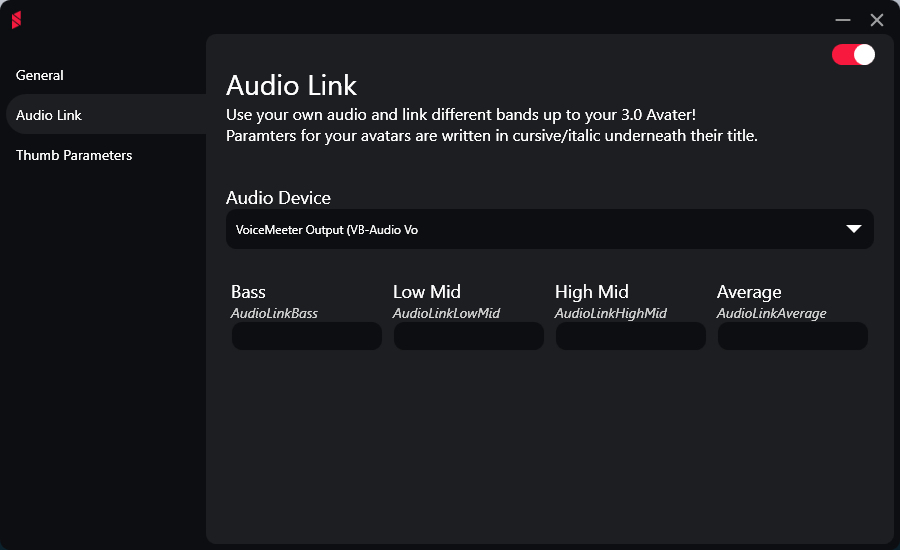 General
Audio Link
Thumb Parameters
Audio Link
Use your own audio and link different bands up to your 3.0 Avater!
Paramters for your avatars are written in cursive/italic underneath their title.
Audio Device
VoiceMeeter Output (VB-Audio Vo
Bass Low Mid High Mid Average
AudioLinkBass AudioLinkLowMid AudioLinkHighMid AudioLinkAverage